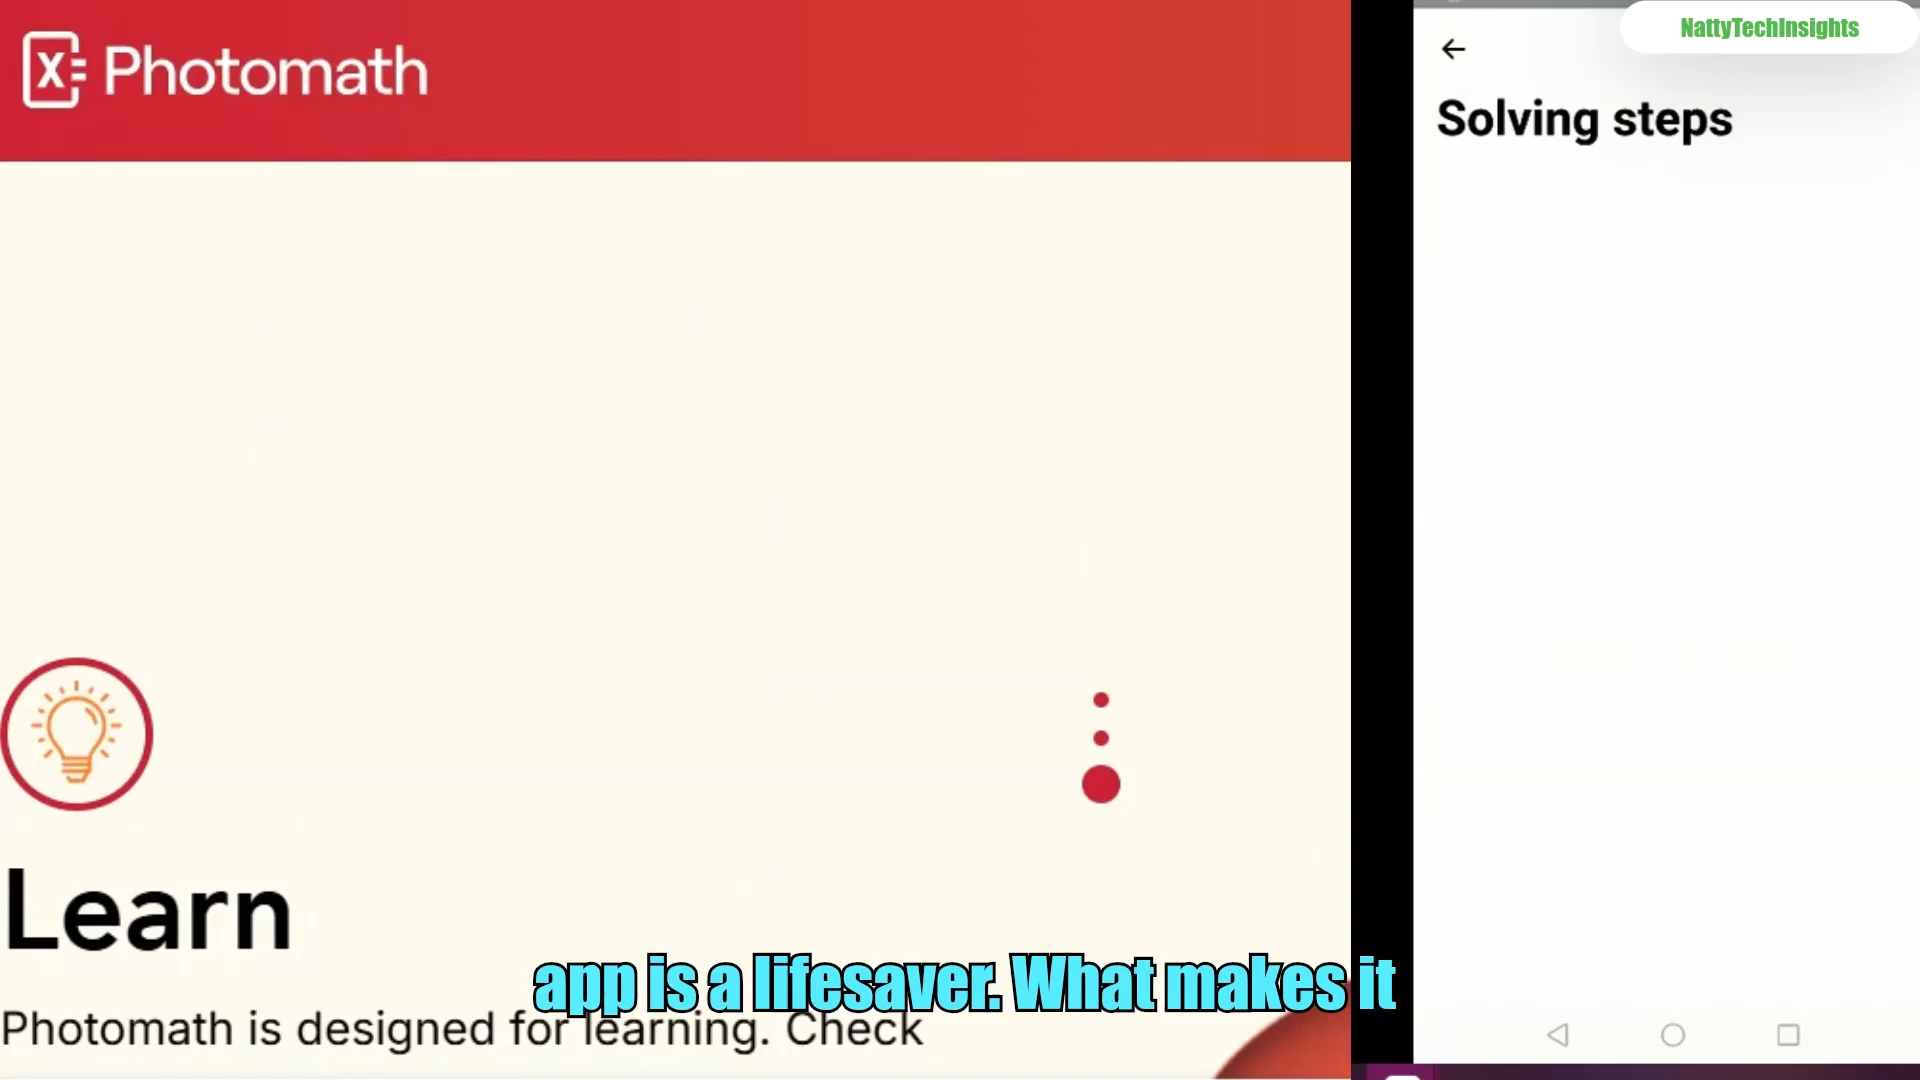 Photomath
NattyTechInsights
Solving steps
Learn
app is a lifesaver. What makes it
Photomath is designed for learning. Check